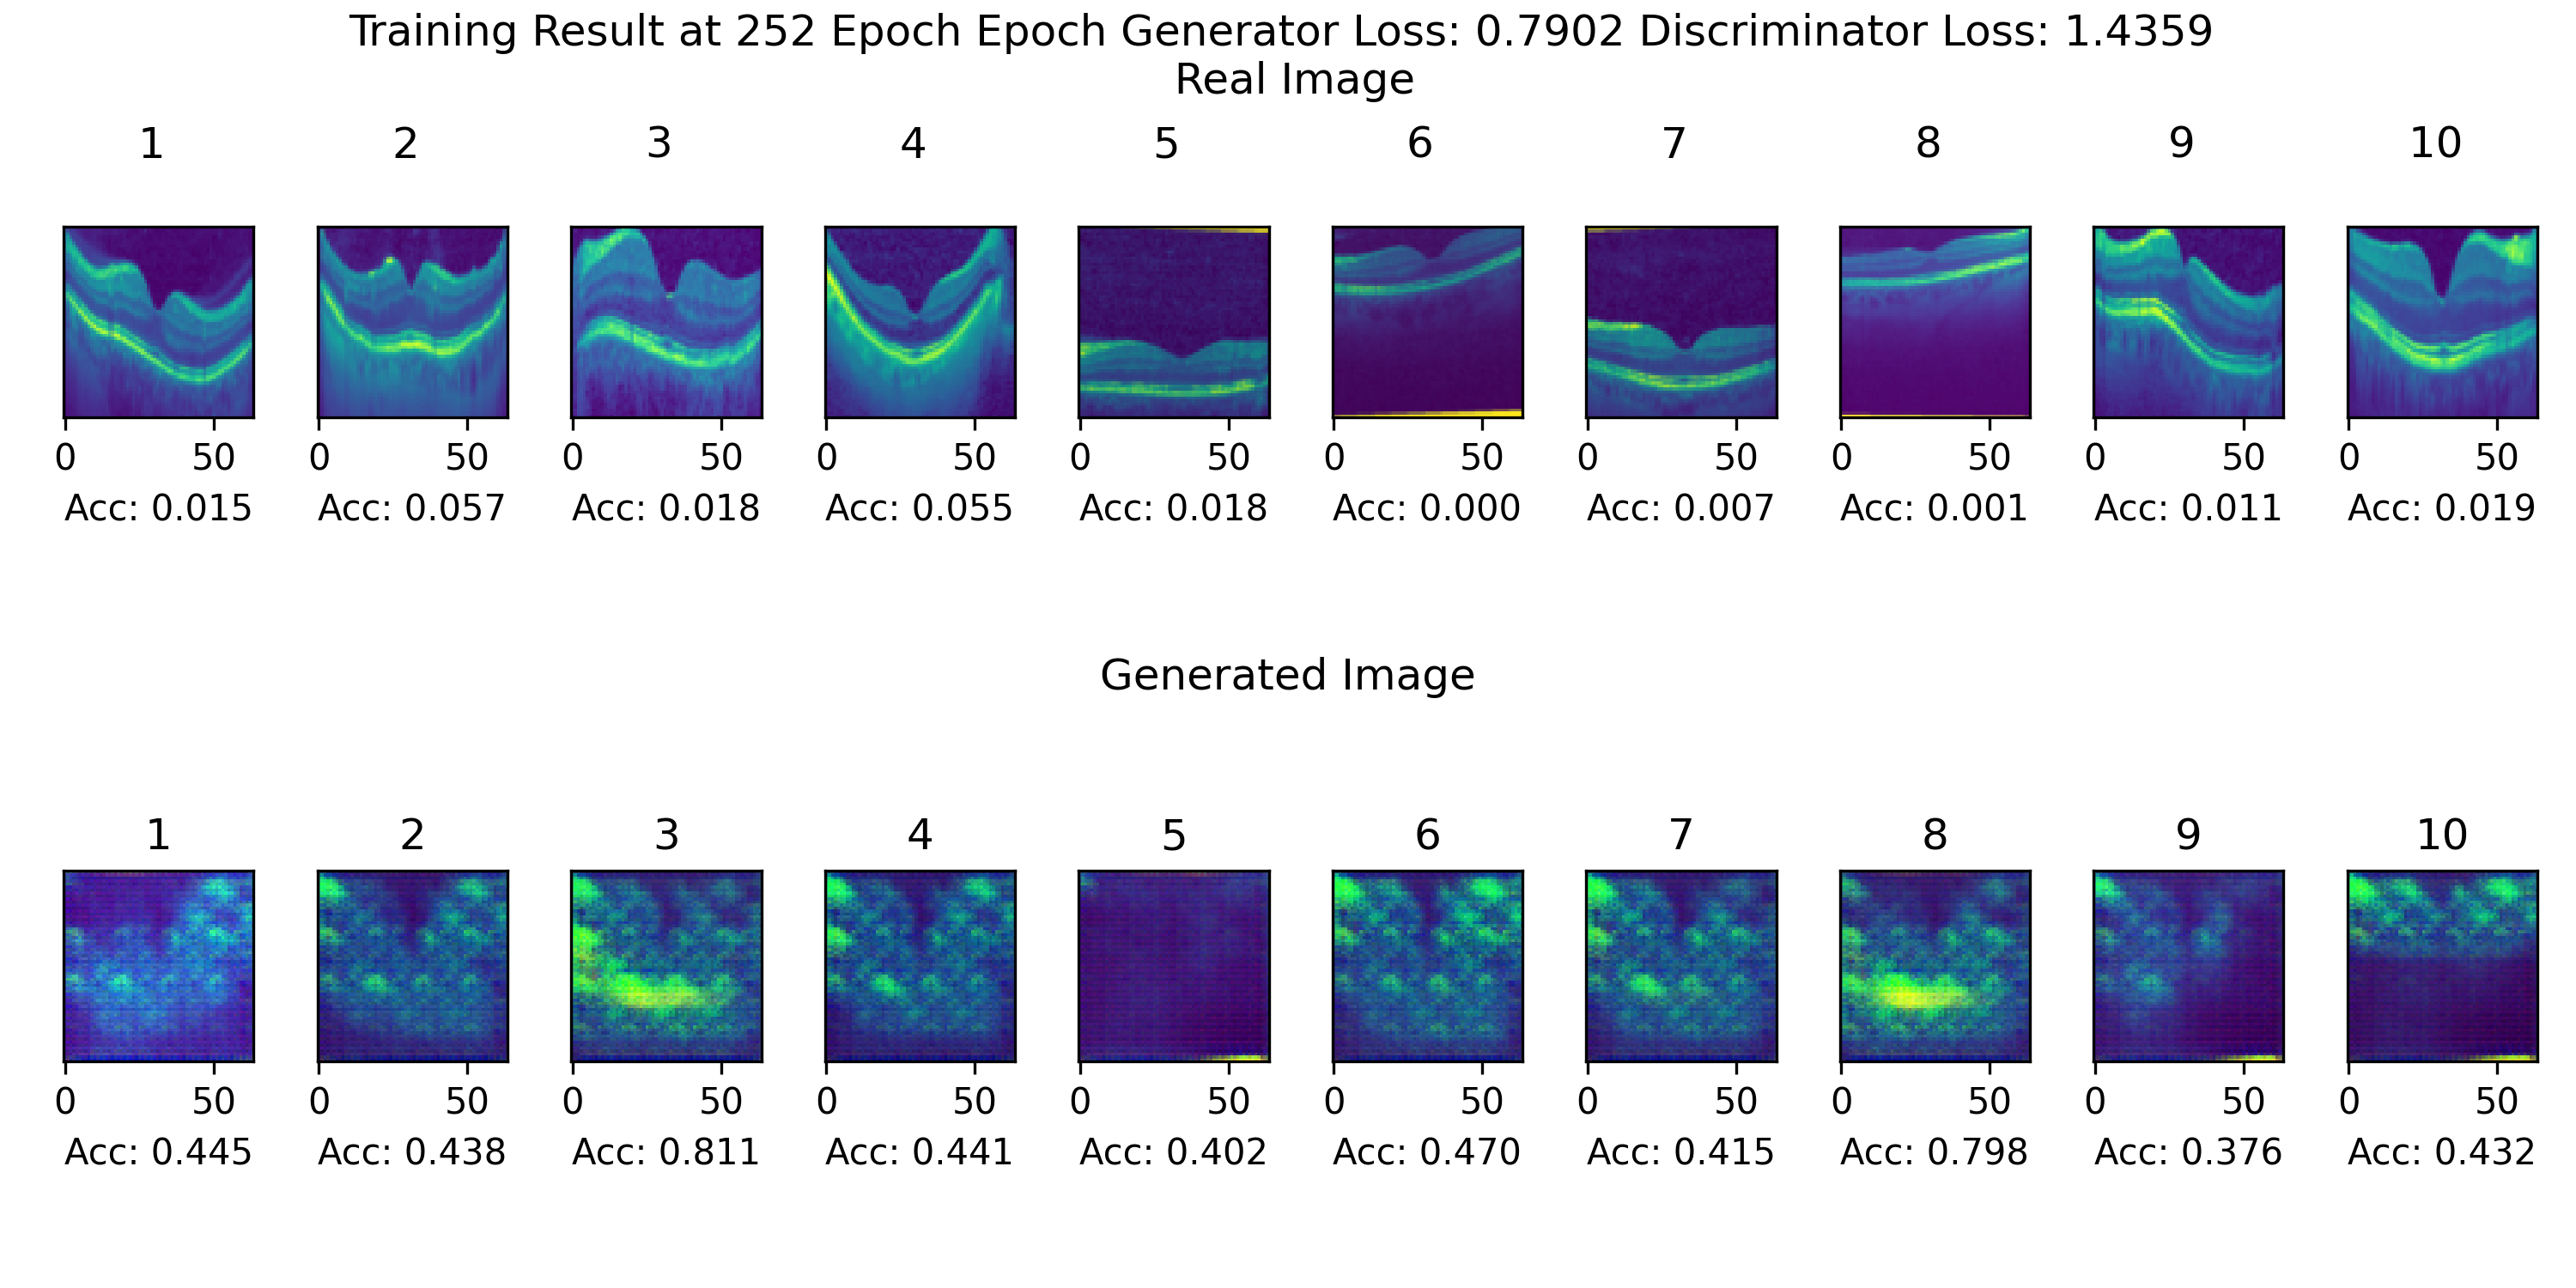 Training Result at 252 Epoch Epoch Generator Loss: 0.7902 Discriminator Loss: 1.4359
Real Image
1 2 3 4 5 6 7 8 9 10
0 50 0 50 0 50 0 50 0 50 0 50 0 50 0 50 0 50 0 50
Acc: 0.015 Acc: 0.057 Acc: 0.018 Acc: 0.055 Acc: 0.018 Acc: 0.000 Acc: 0.007 Acc: 0.001 Acc: 0.011 Acc: 0.019
Generated Image
1 2 3 4 5 6 7 8 9 10
0 50 0 50 0 50 0 50 0 50 0 50 0 50 0 50 0 50 0 50
Acc: 0.445 Acc: 0.438 Acc: 0.811 Acc: 0.441 Acc: 0.402 Acc: 0.470 Acc: 0.415 Acc: 0.798 Acc: 0.376 Acc: 0.432